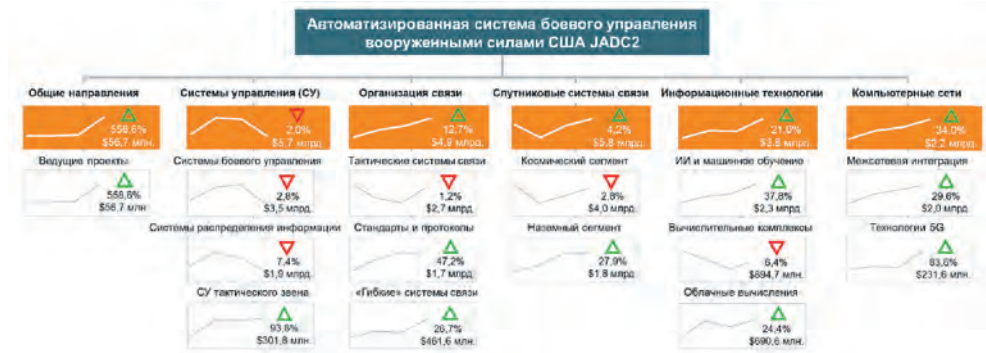 Автоматизированная система боевого управления
вооруженными силами США JADC2
Общие направления
556,6%
$56,7 млн.
Ведущие проекты
558,6%
$56,7 млн
Системы управления (СУ)
2,0%
$5,7 млрд.
Системы боевого управления
2,8%
$3,5 млрд.
Системы распределения информации
7,4%
$1,9 млрд.
СУ тактического звена
93,8%
$301,8 млн.
Организация связи
12,7%
$4,9 млрд.
Тактические системы связи
1,2%
$2,7 млрд.
Стандарты и протоколы
47,2%
$1,7 млрд.
«Гибкие» системы связи
26,7%
$461,6 млн.
Спутниковые системы связи
4,2%
$5,8 млрд.
Космический сегмент
2,8%
$4,0 млрд.
Наземный сегмент
27,9%
$1,8 млрд.
Информационные технологии
21,0%
$3,8 млрд.
ИИ и машинное обучение
37,8%
$2,3 млрд.
Вычислительные комплексы
6,4%
$894,7 млн.
Облачные вычисления
24,4%
$690,6 млн.
Компьютерные сети
34,0%
$2,2 млрд.
Межсетевая интеграция
29,6%
$2,0 млрд.
Технологии 5G
83,6%
$231,6 млн.